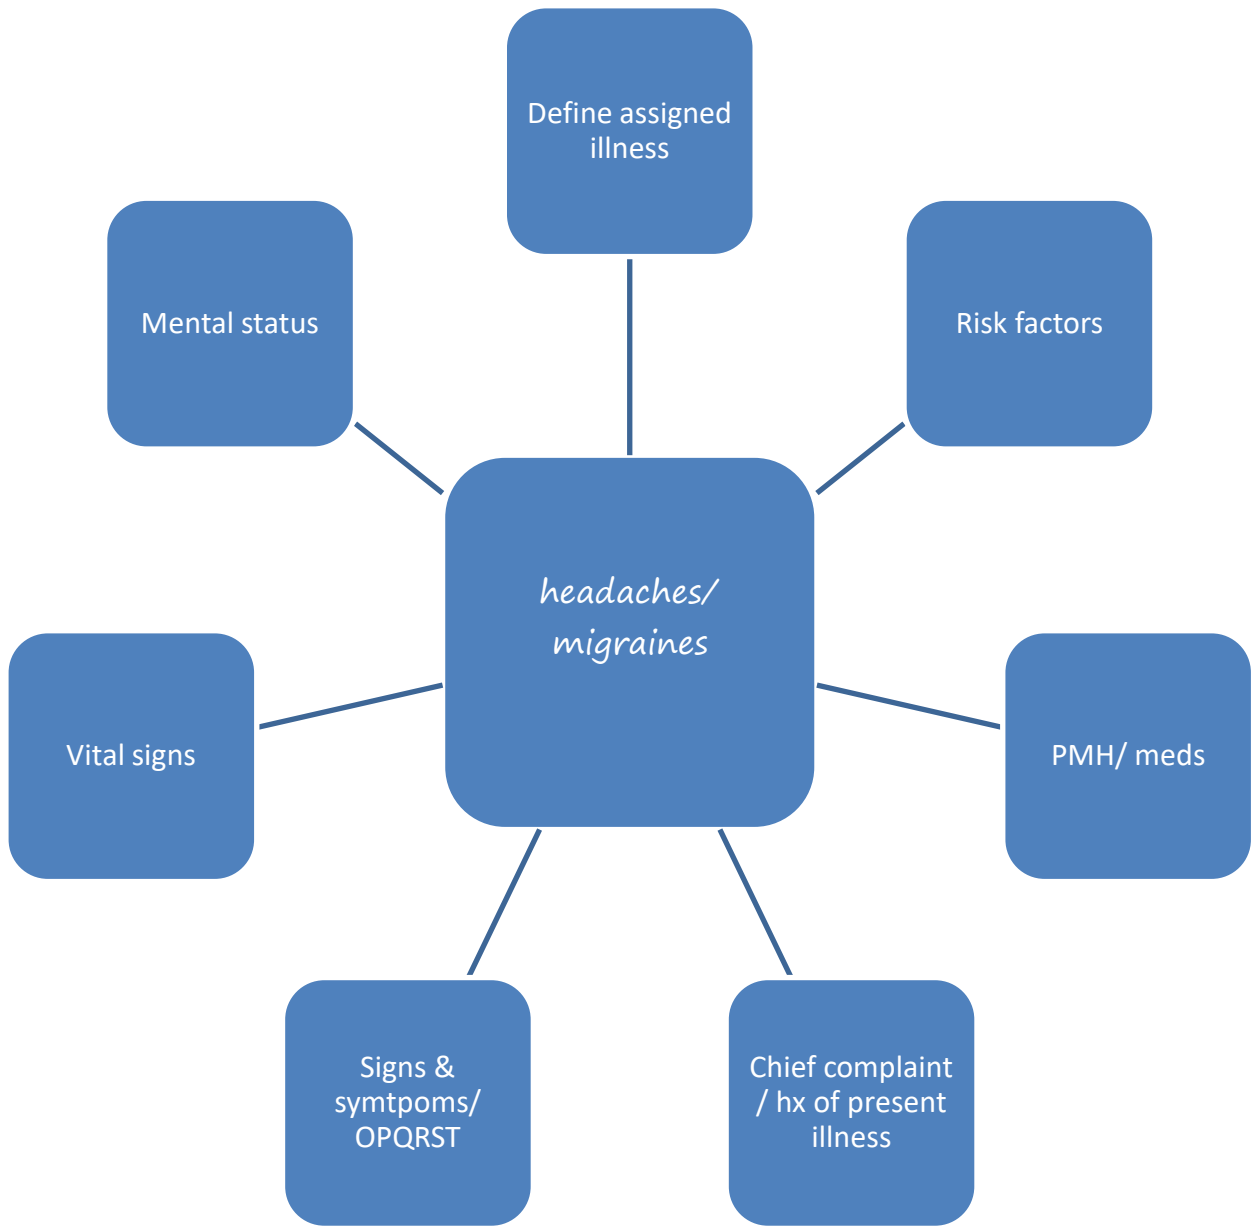 Define assigned
illness
Mental status
Risk factors
headaches/
migraines
Vital signs
PMH/ meds
Signs &
symtpoms/
OPQRST
Chief complaint
/ hx of present
illness